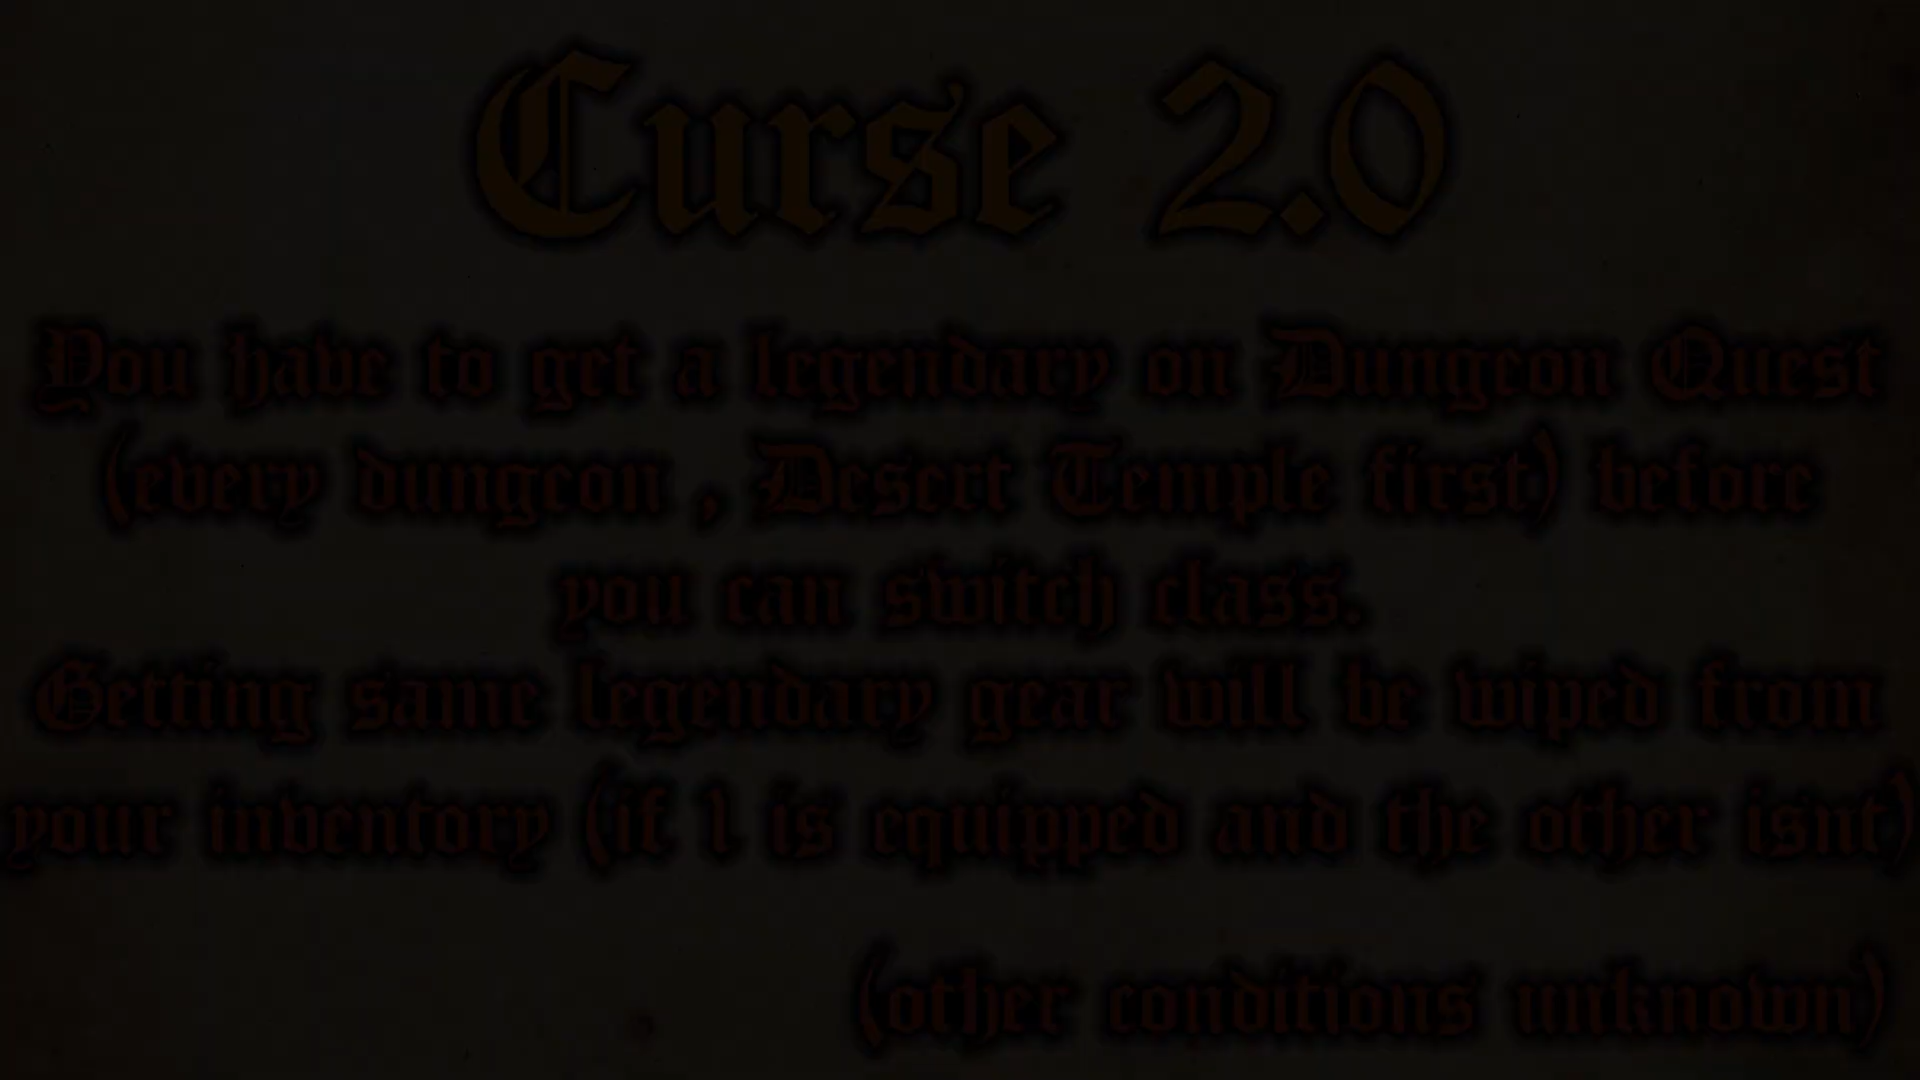 Curse 2.0
You have to get a legendary on Dungeon Quest
(every dungeon , Desert Temple first) before
you can switch class.
Getting same legendary gear will be wiped from
your inventory (if 1 is equipped and the other isnt)
(other conditions unknown)